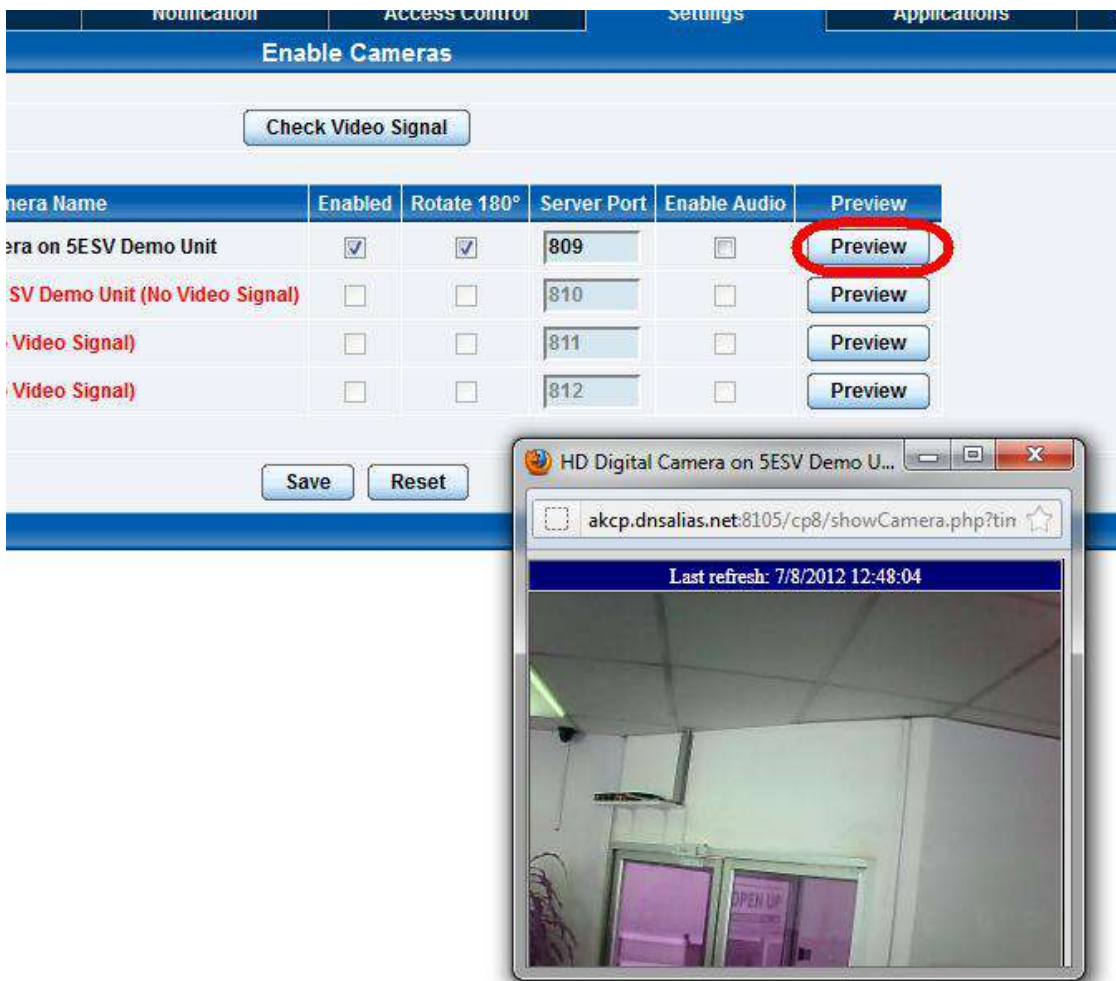 Notification Access Control Settings Applications
Enable Cameras
Check Video Signal
mera Name Enabled Rotate 180° Server Port Enable Audio Preview
era on 5ESV Demo Unit 809 Preview
SV Demo Unit (No Video Signal) 810 Preview
Video Signal) 811 Preview
Video Signal) 812 Preview
Save Reset
HD Digital Camera on 5ESV Demo U...
akcp.dnsalias.net:8105/cp8/showCamera.php?tin
Last refresh: 7/8/2012 12:48:04
OPEN UP